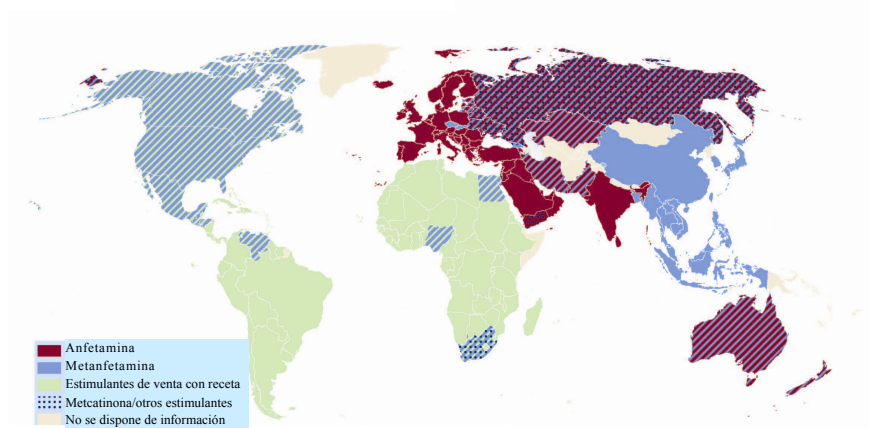 Anfetamina
Metanfetamina
Estimulantes de venta con receta
Metcatinona/otros estimulantes
No se dispone de información